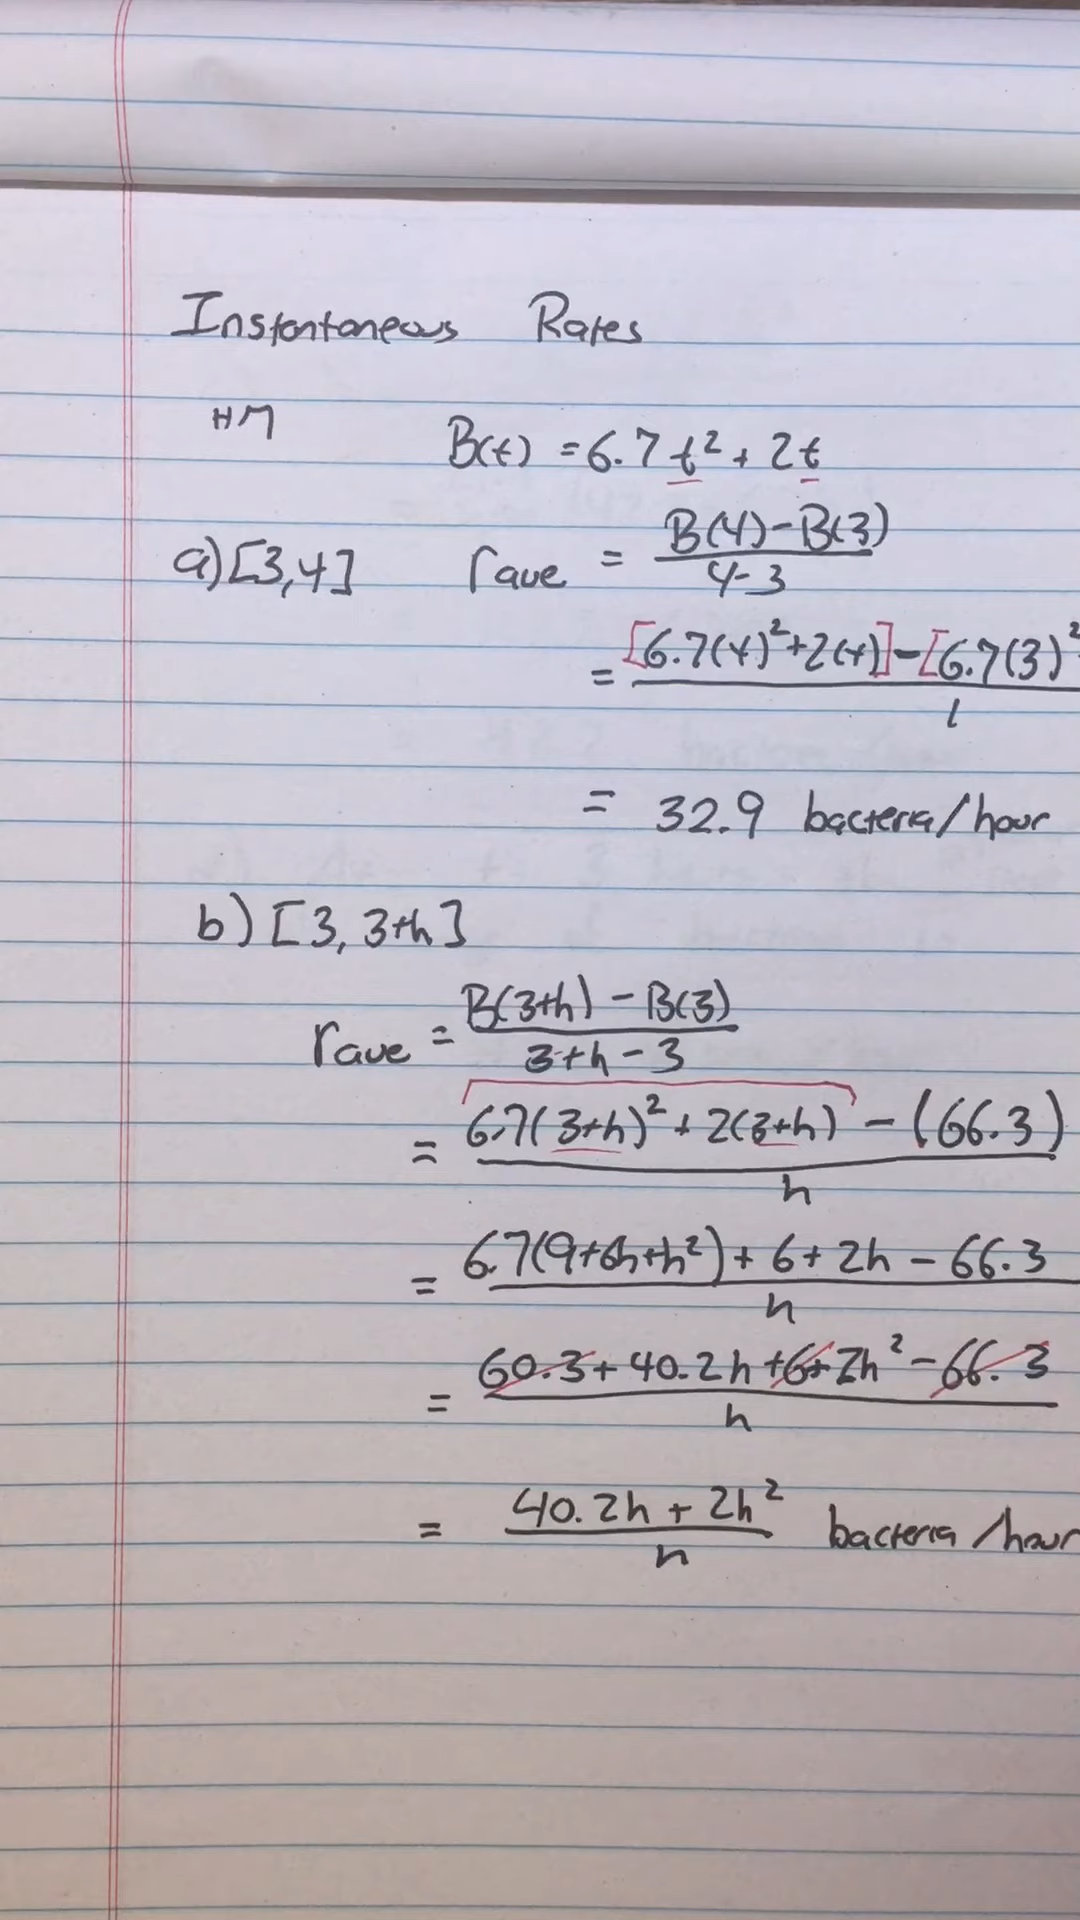 Instantaneous Rates
B(t) = 6.7t² + 2t
a) [3,4] rave = B(4)-B(3) / 4-3
= [6.7(4)²+2(4)]-[6.7(3)² / 1
= 32.9 bacteria/hour
b) [3, 3+h]
rave = B(3+h) - B(3) / 3+h-3
= 6.7(3+h)² + 2(3+h) - (66.3) / h
= 6.7(9+6h+h²) + 6 + 2h - 66.3 / h
= 60.3 + 40.2h + 6 + 2h² - 66.3 / h
= 40.2h + 2h² / h bacteria/hour